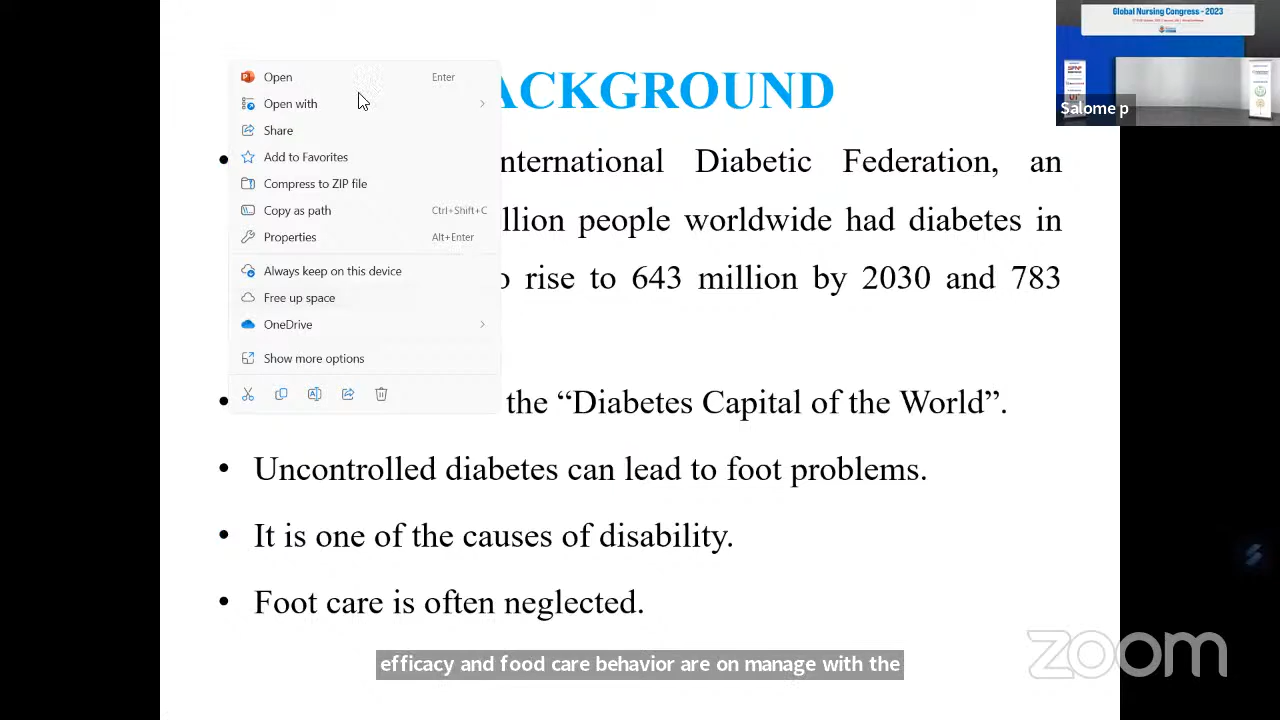 Global Nursing Congress - 2023
Salome p
ACKGROUND
Open Enter
Open with
Share
Add to Favorites
Compress to ZIP file
Copy as path Ctrl+Shift+C
Properties Alt+Enter
Always keep on this device
Free up space
OneDrive
Show more options
• nternational Diabetic Federation, an
llion people worldwide had diabetes in
o rise to 643 million by 2030 and 783
• the “Diabetes Capital of the World”.
• Uncontrolled diabetes can lead to foot problems.
• It is one of the causes of disability.
• Foot care is often neglected.
efficacy and food care behavior are on manage with the
zoom